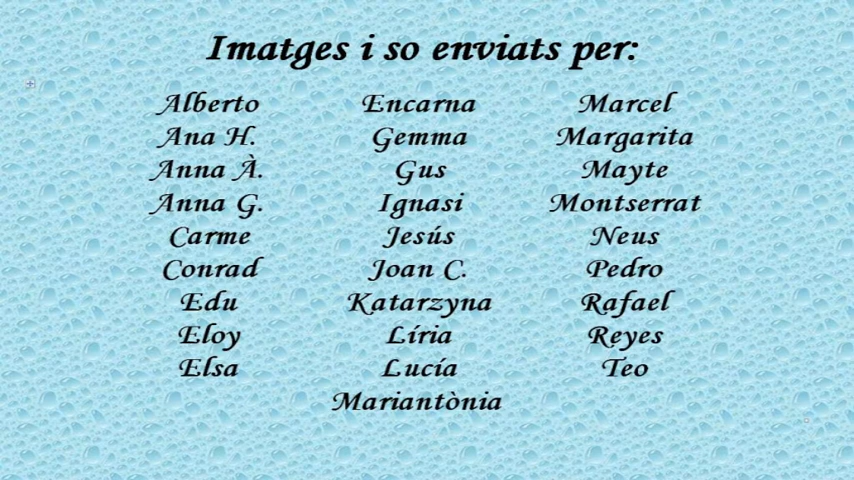 Imatges i so enviats per:
Alberto
Ana H.
Anna À.
Anna G.
Carme
Conrad
Edu
Eloy
Elsa
Encarna
Gemma
Gus
Ignasi
Jesús
Joan C.
Katarzyna
Líria
Lucía
Mariantònia
Marcel
Margarita
Mayte
Montserrat
Neus
Pedro
Rafael
Reyes
Teo